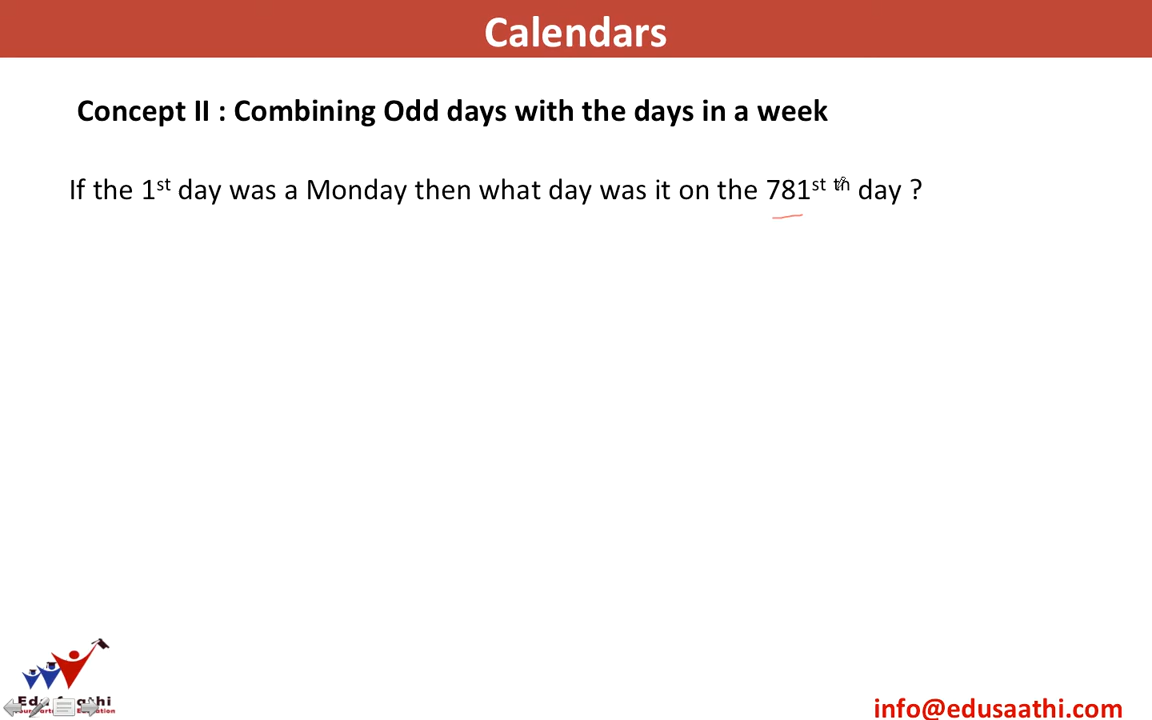 Calendars
Concept II : Combining Odd days with the days in a week
If the 1st day was a Monday then what day was it on the 781st th day ?
info@edusaathi.com